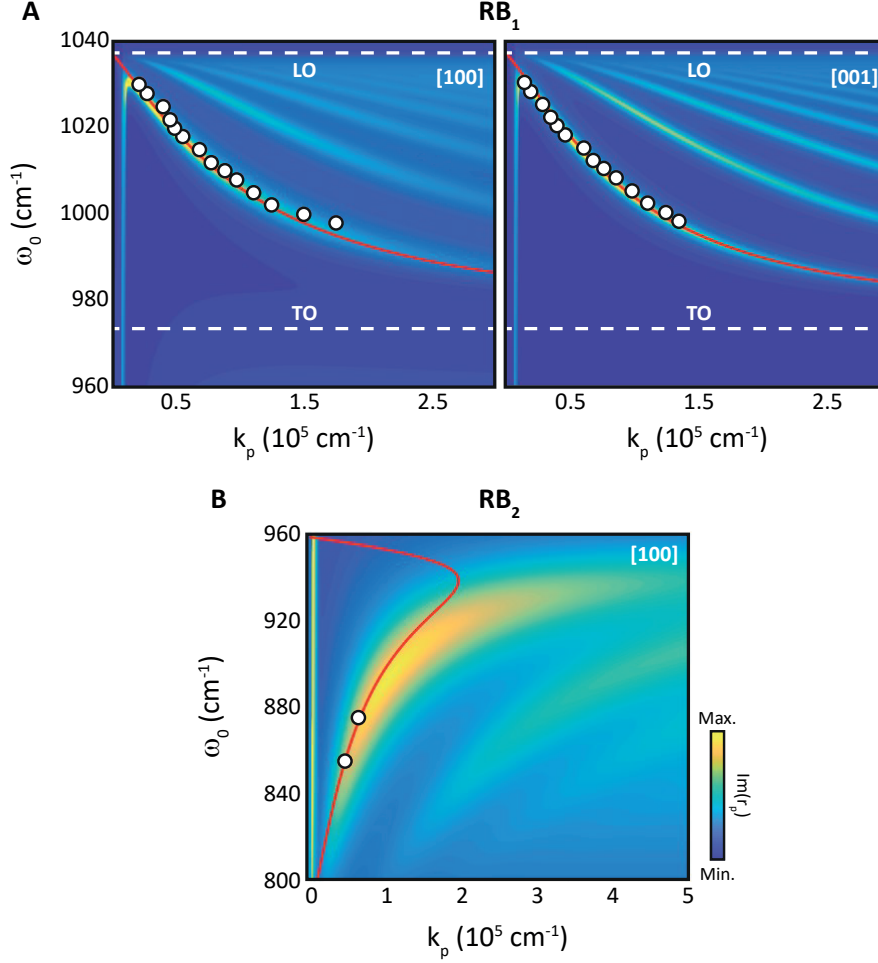 A
RB₁
1040
1020
1000
980
960
ω₀ (cm⁻¹)
LO
[100]
TO
0.5
1.5
2.5
kₚ (10⁵ cm⁻¹)
LO
[001]
TO
0.5
1.5
2.5
kₚ (10⁵ cm⁻¹)
B
RB₂
960
920
880
840
800
ω₀ (cm⁻¹)
[100]
0
1
2
3
4
5
kₚ (10⁵ cm⁻¹)
Max.
Im(rₚ)
Min.